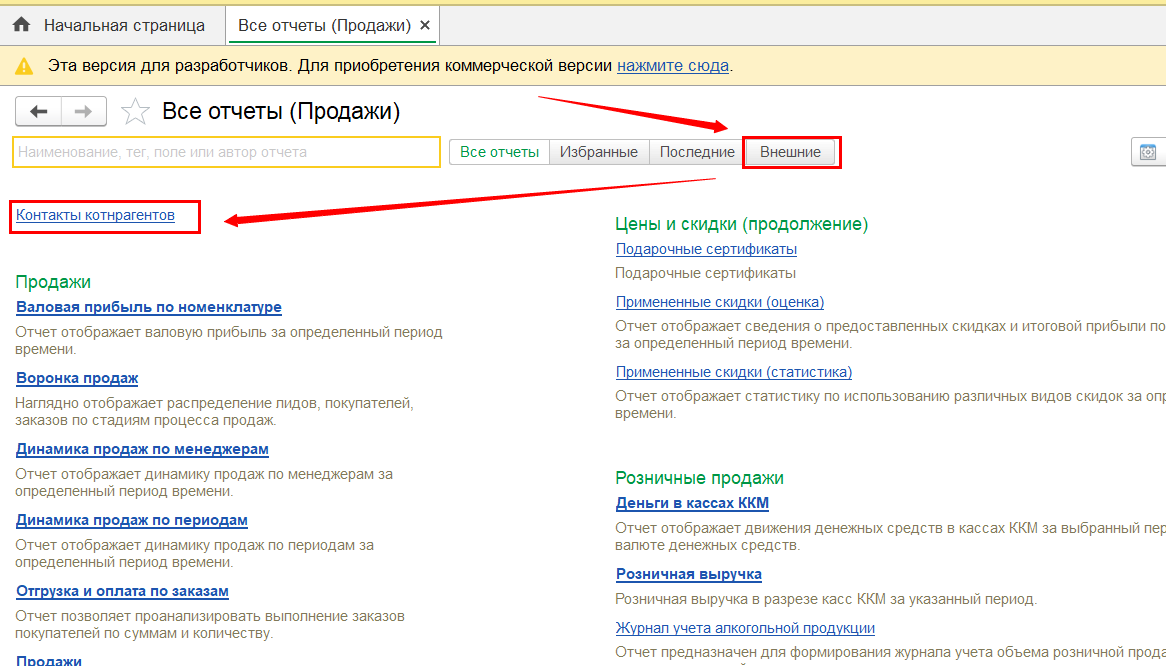 Начальная страница
Все отчеты (Продажи) ×
Эта версия для разработчиков. Для приобретения коммерческой версии нажмите сюда.
Все отчеты (Продажи)
Наименование, тег, поле или автор отчета
Все отчеты
Избранные
Последние
Внешние
Контакты котнрагентов
Продажи
Валовая прибыль по номенклатуре
Отчет отображает валовую прибыль за определенный период
времени.
Воронка продаж
Наглядно отображает распределение лидов, покупателей,
заказов по стадиям процесса продаж.
Динамика продаж по менеджерам
Отчет отображает динамику продаж по менеджерам за
определенный период времени.
Динамика продаж по периодам
Отчет отображает динамику продаж по периодам за
определенный период времени.
Отгрузка и оплата по заказам
Отчет позволяет проанализировать выполнение заказов
покупателей по суммам и количеству.
Продажи
Цены и скидки (продолжение)
Подарочные сертификаты
Подарочные сертификаты
Примененные скидки (оценка)
Отчет отображает сведения о предоставленных скидках и итоговой прибыли по
за определенный период времени.
Примененные скидки (статистика)
Отчет отображает статистику по использованию различных видов скидок за опр
времени.
Розничные продажи
Деньги в кассах ККМ
Отчет отображает движения денежных средств в кассах ККМ за выбранный пер
валюте денежных средств.
Розничная выручка
Розничная выручка в разрезе касс ККМ за указанный период.
Журнал учета алкогольной продукции
Отчет предназначен для формирования журнала учета объема розничной прода